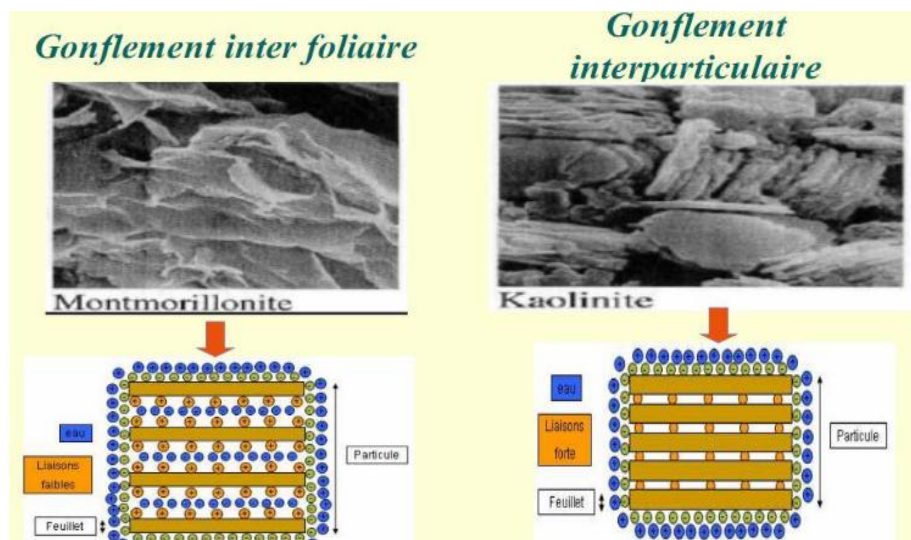 Gonflement inter foliaire
Montmorillonite
eau
Liaisons
faibles
Feuillet
Particule
Gonflement
interparticulaire
Kaolinite
eau
Liaisons
forte
Feuillet
Particule